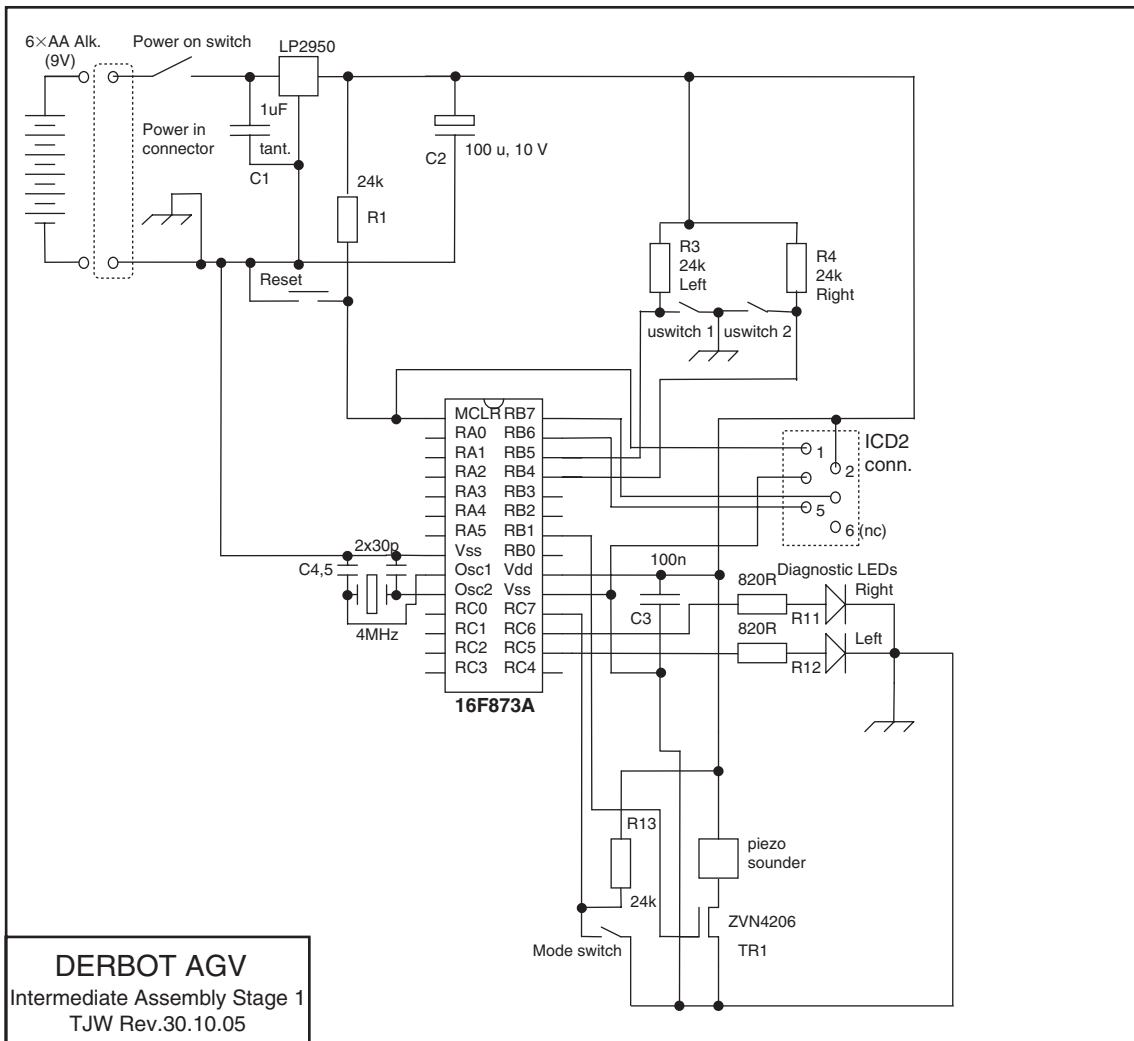 6×AA Alk.
(9V)
Power on switch
LP2950
1uF
tant.
C1
Power in
connector
C2
100 u, 10 V
24k
R1
Reset
R3
24k
Left
R4
24k
Right
uswitch 1
uswitch 2
MCLR RB7
RA0 RB6
RA1 RB5
RA2 RB4
RA3 RB3
RA4 RB2
RA5 RB1
Vss RB0
Osc1 Vdd
Osc2 Vss
RC0 RC7
RC1 RC6
RC2 RC5
RC3 RC4
16F873A
ICD2
conn.
1
2
5
6 (nc)
2x30p
C4,5
4MHz
100n
C3
Diagnostic LEDs
820R
Right
R11
820R
Left
R12
R13
24k
piezo
sounder
ZVN4206
TR1
Mode switch
DERBOT AGV
Intermediate Assembly Stage 1
TJW Rev.30.10.05